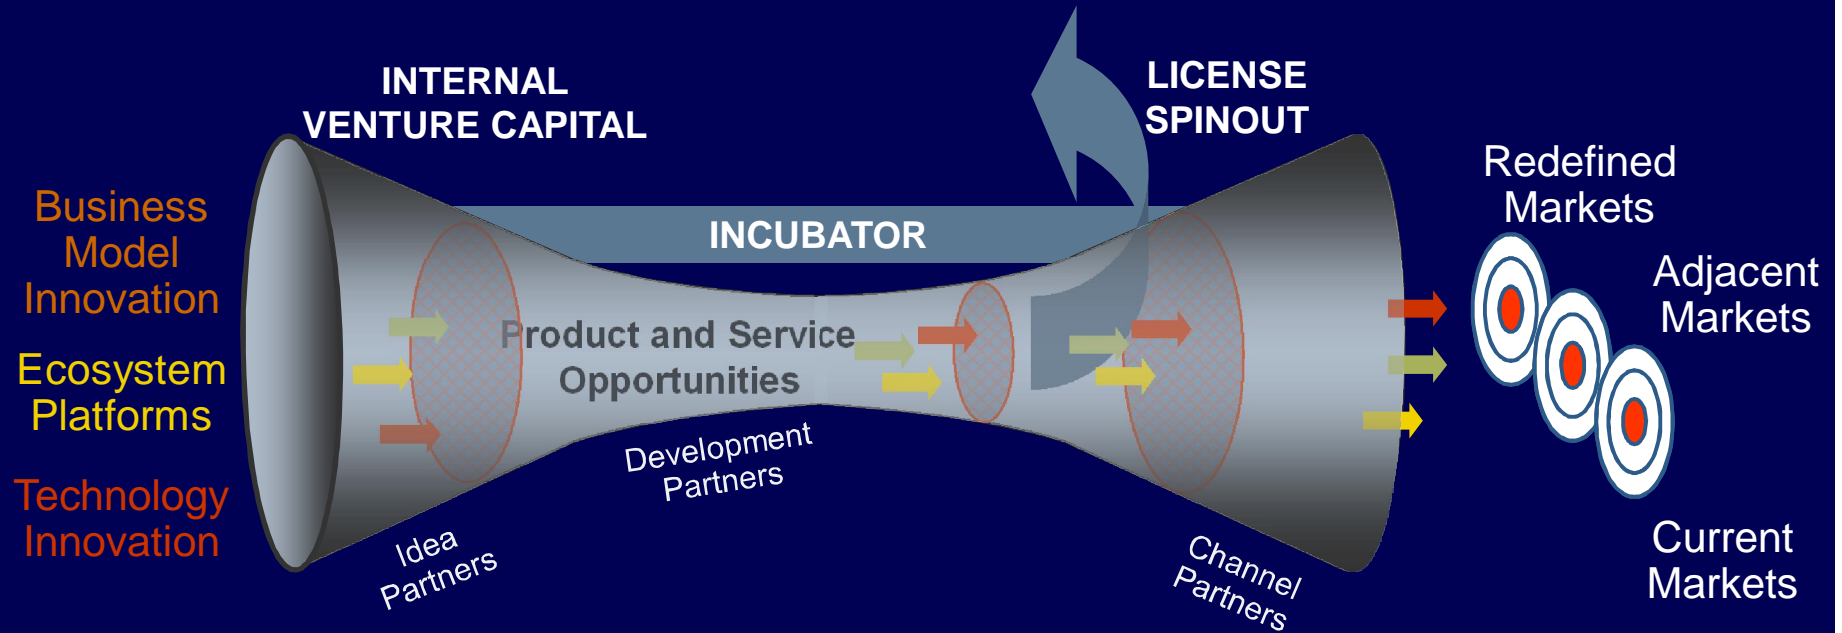 INTERNAL
VENTURE CAPITAL
LICENSE
SPINOUT
INCUBATOR
Business
Model
Innovation
Ecosystem
Platforms
Technology
Innovation
Product and Service
Opportunities
Idea
Partners
Development
Partners
Channel
Partners
Redefined
Markets
Adjacent
Markets
Current
Markets